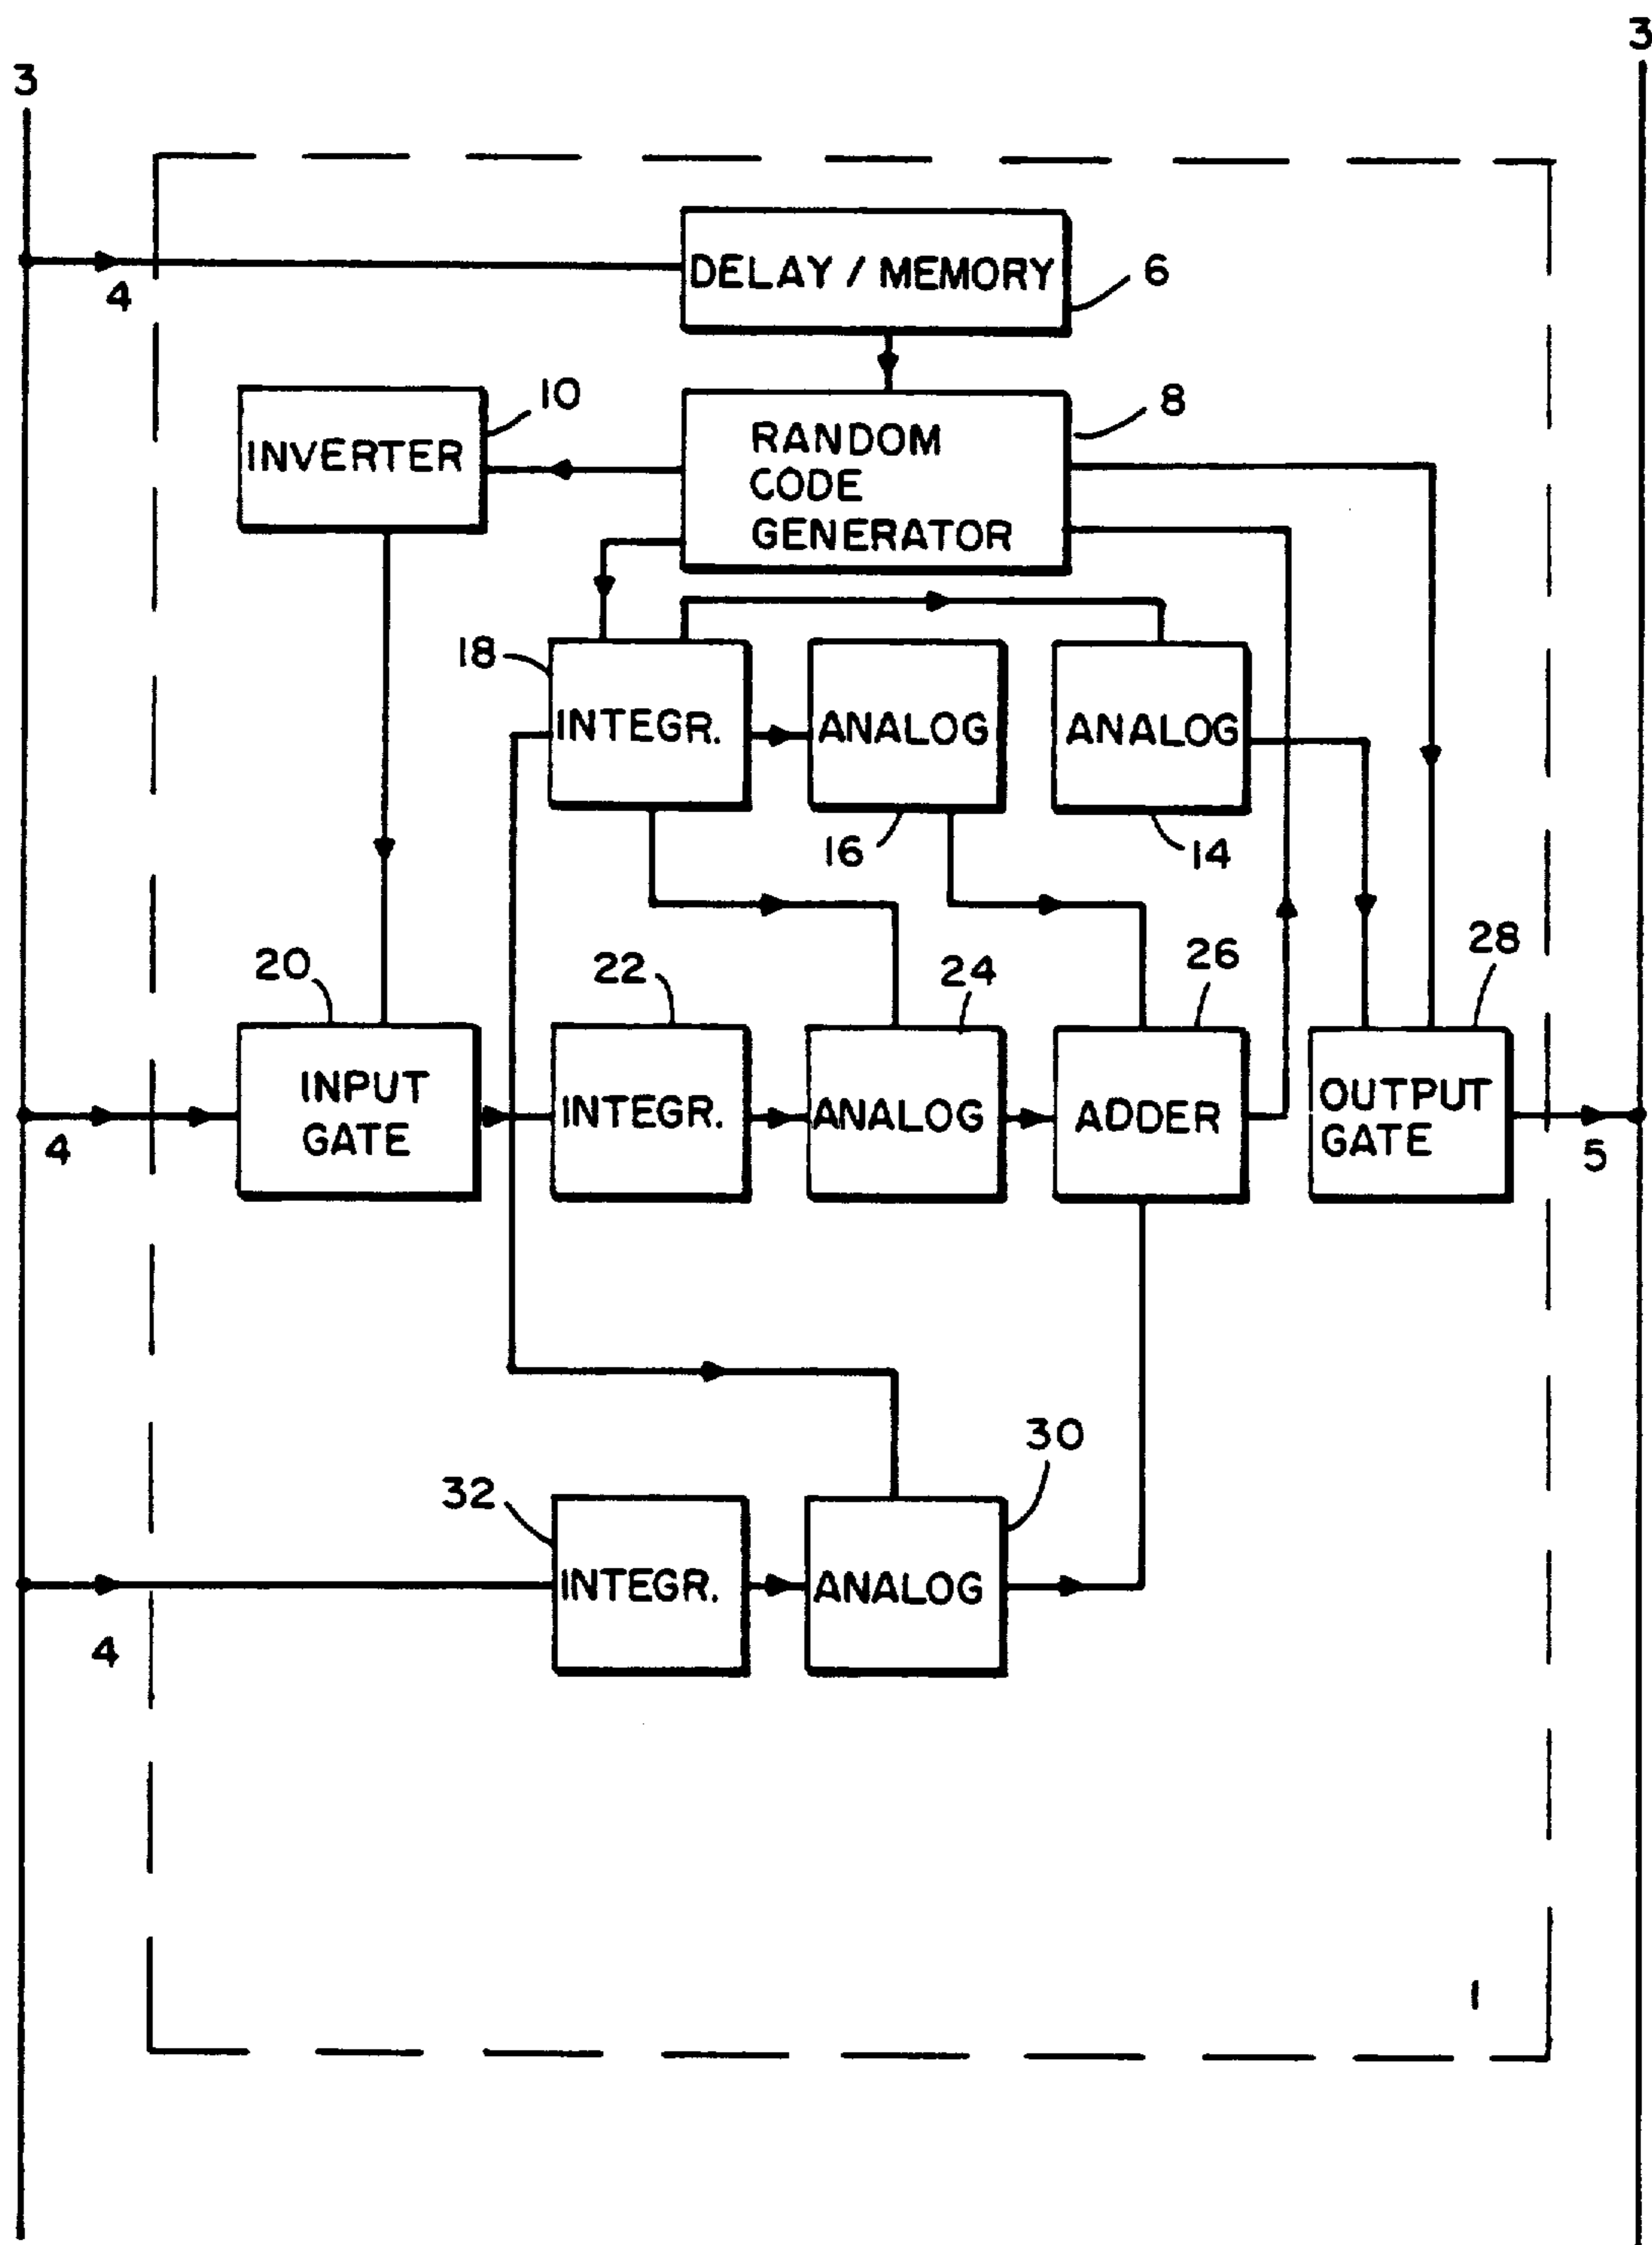 3
3
DELAY / MEMORY
6
4
10
8
INVERTER
RANDOM
CODE
GENERATOR
18
INTEGR.
ANALOG
ANALOG
16
14
20
22
24
26
28
INPUT
GATE
INTEGR.
ANALOG
ADDER
OUTPUT
GATE
4
5
30
32
INTEGR.
ANALOG
4
1